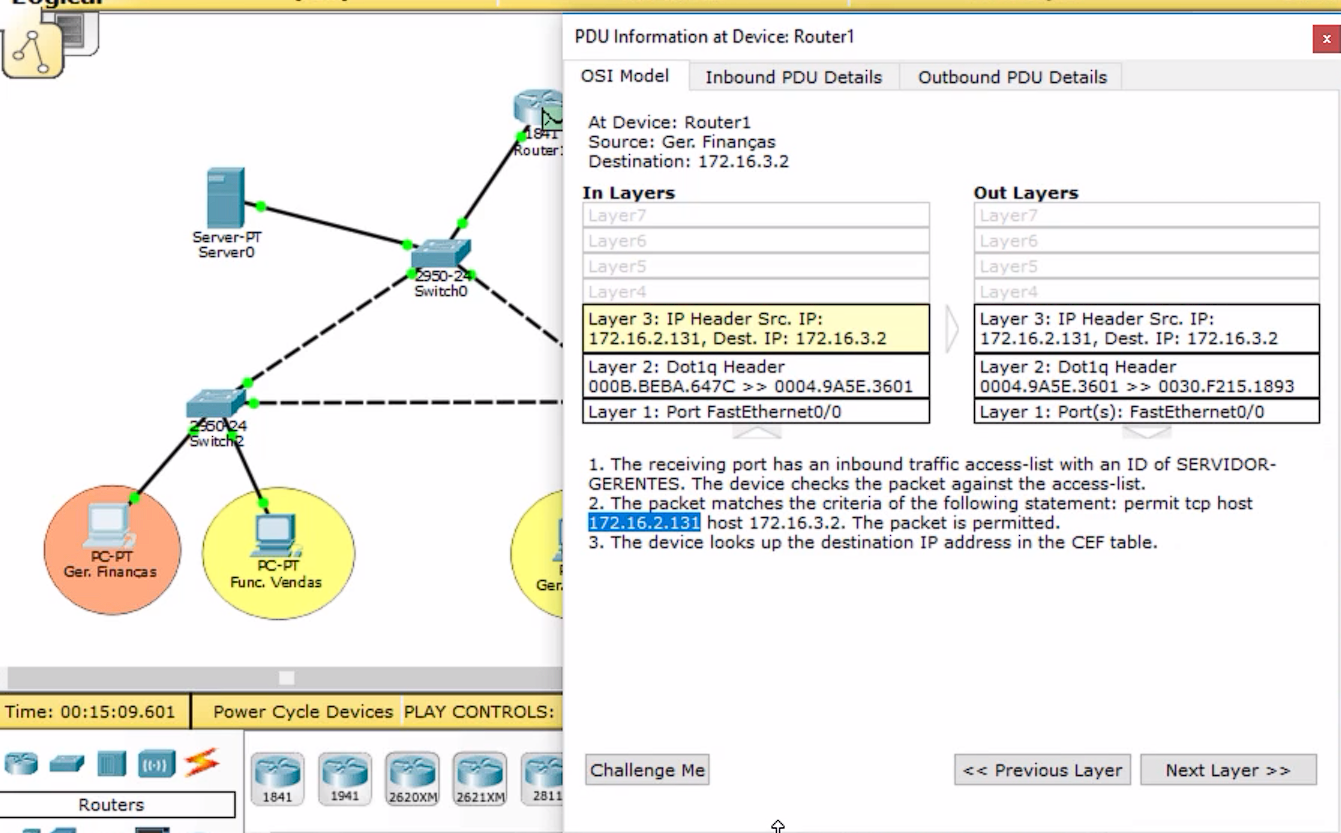 Logical
PDU Information at Device: Router1
x
OSI Model
Inbound PDU Details
Outbound PDU Details
At Device: Router1
Source: Ger. Finanças
Destination: 172.16.3.2
In Layers
Out Layers
Layer7
Layer7
Layer6
Layer6
Layer5
Layer5
Layer4
Layer4
Layer 3: IP Header Src. IP:
172.16.2.131, Dest. IP: 172.16.3.2
Layer 3: IP Header Src. IP:
172.16.2.131, Dest. IP: 172.16.3.2
Layer 2: Dot1q Header
000B.BEBA.647C >> 0004.9A5E.3601
Layer 2: Dot1q Header
0004.9A5E.3601 >> 0030.F215.1893
Layer 1: Port FastEthernet0/0
Layer 1: Port(s): FastEthernet0/0
1. The receiving port has an inbound traffic access-list with an ID of SERVIDOR-
GERENTES. The device checks the packet against the access-list.
2. The packet matches the criteria of the following statement: permit tcp host
172.16.2.131 host 172.16.3.2. The packet is permitted.
3. The device looks up the destination IP address in the CEF table.
Challenge Me
<< Previous Layer
Next Layer >>
1841
Router1
Server-PT
Server0
2950-24
Switch0
2950-24
Switch2
PC-PT
Ger. Finanças
PC-PT
Func. Vendas
Ger.
Time: 00:15:09.601
Power Cycle Devices
PLAY CONTROLS:
Routers
1841
1941
2620XM
2621XM
2811